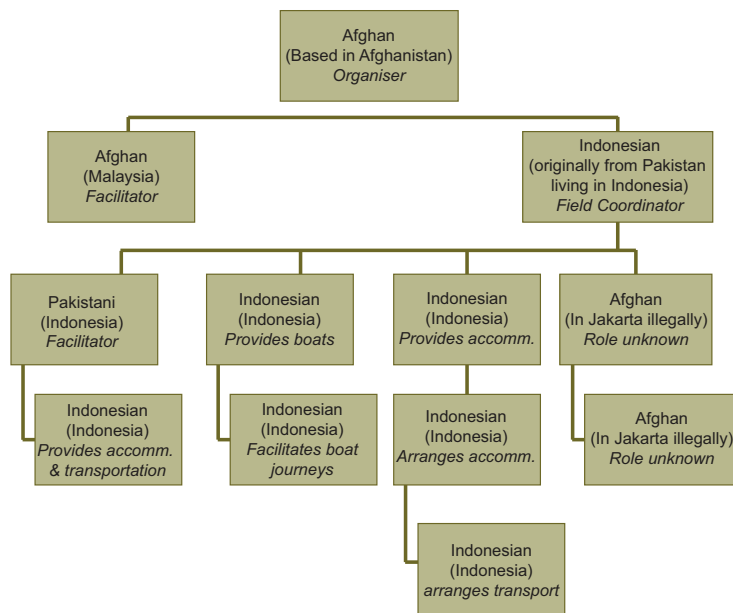 Afghan
(Based in Afghanistan)
Organiser
Afghan
(Malaysia)
Facilitator
Indonesian
(originally from Pakistan
living in Indonesia)
Field Coordinator
Pakistani
(Indonesia)
Facilitator
Indonesian
(Indonesia)
Provides boats
Indonesian
(Indonesia)
Provides accomm.
Afghan
(In Jakarta illegally)
Role unknown
Indonesian
(Indonesia)
Provides accomm.
& transportation
Indonesian
(Indonesia)
Facilitates boat
journeys
Indonesian
(Indonesia)
Arranges accomm.
Afghan
(In Jakarta illegally)
Role unknown
Indonesian
(Indonesia)
arranges transport